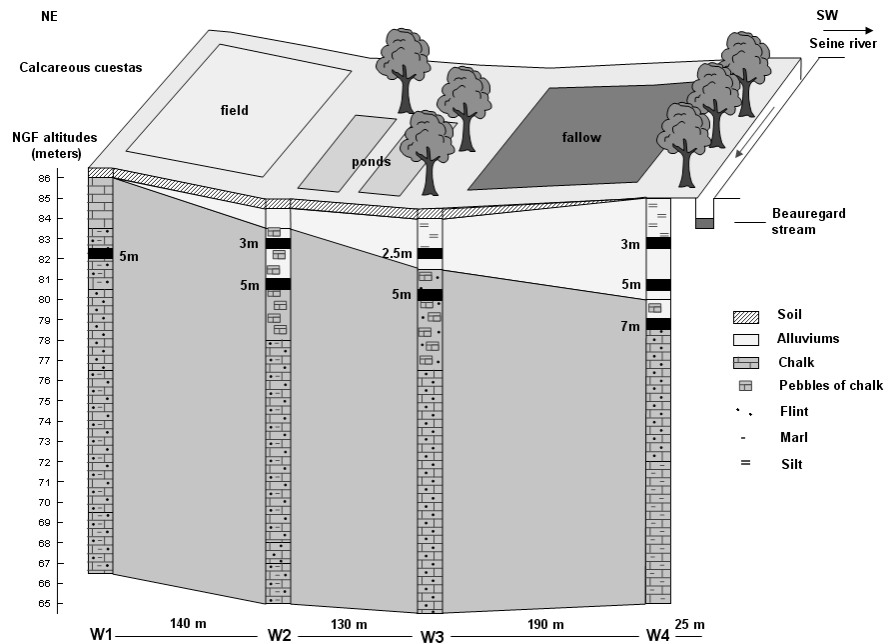 NE
SW
Seine river
Calcareous cuestas
field
NGF altitudes
(meters)
ponds
fallow
86
85
84
83
82
81
80
79
78
77
76
75
74
73
72
71
70
69
68
67
66
65
5m
3m
5m
2.5m
5m
3m
5m
7m
Beauregard
stream
Soil
Alluviums
Chalk
Pebbles of chalk
Flint
Marl
Silt
140 m
130 m
190 m
25 m
W1
W2
W3
W4